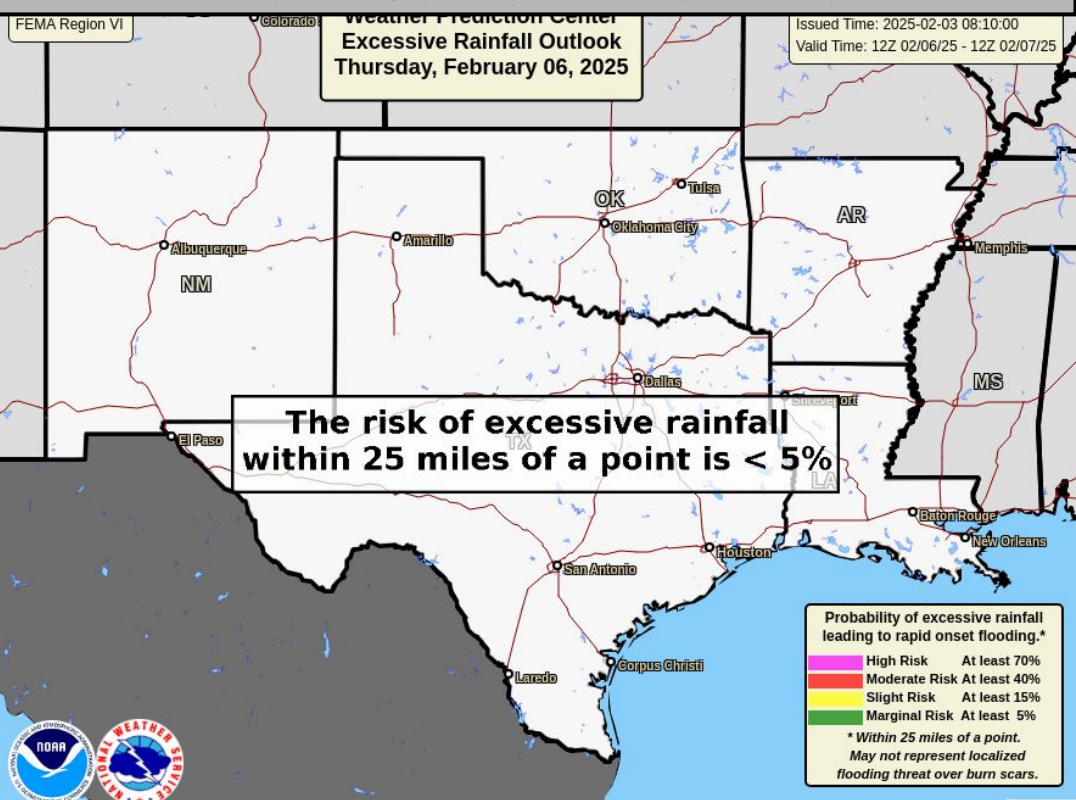 FEMA Region VI
Weather Prediction Center
Excessive Rainfall Outlook
Thursday, February 06, 2025
Issued Time: 2025-02-03 08:10:00
Valid Time: 12Z 02/06/25 - 12Z 02/07/25
Colorado
Tulsa
OK
Oklahoma City
AR
Amarillo
Albuquerque
Memphis
NM
Dallas
MS
Shreveport
The risk of excessive rainfall
within 25 miles of a point is < 5%
El Paso
TX
LA
Baton Rouge
New Orleans
Houston
San Antonio
Corpus Christi
Laredo
Probability of excessive rainfall
leading to rapid onset flooding.*
High Risk At least 70%
Moderate Risk At least 40%
Slight Risk At least 15%
Marginal Risk At least 5%
* Within 25 miles of a point.
May not represent localized
flooding threat over burn scars.
NOAA
NATIONAL WEATHER SERVICE